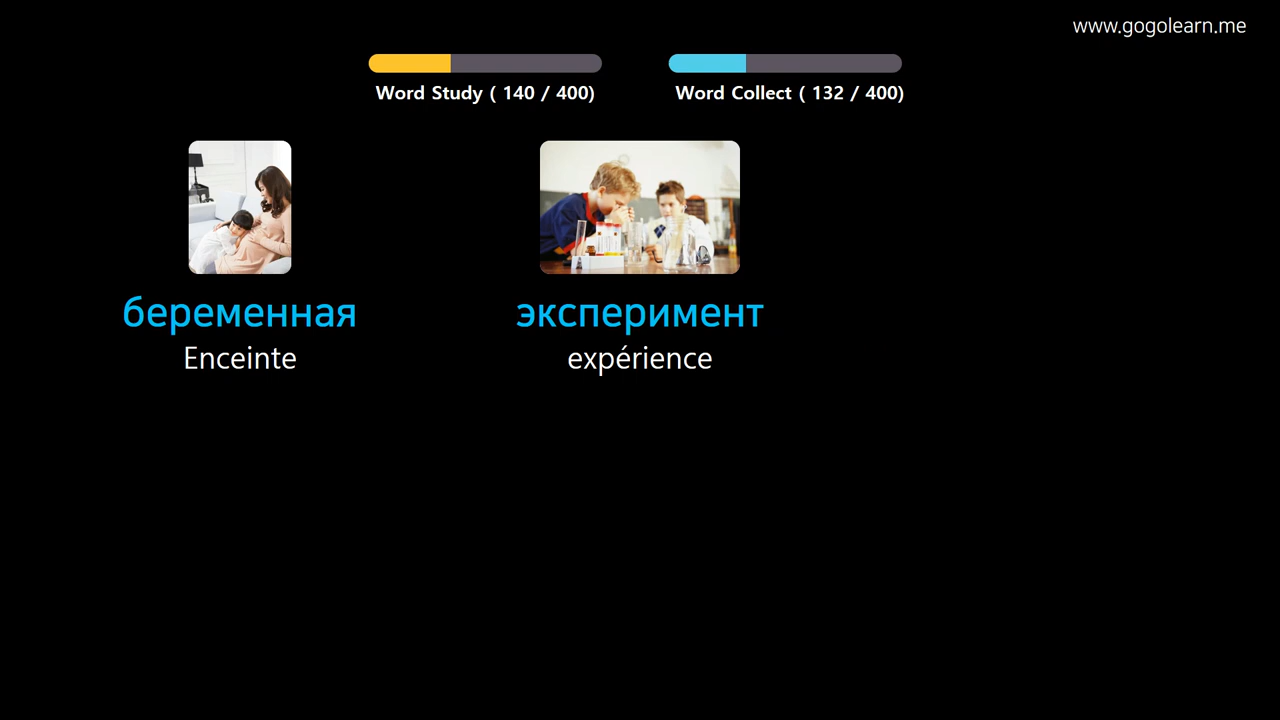 www.gogolearn.me
Word Study ( 140 / 400)
Word Collect ( 132 / 400)
беременная
Enceinte
эксперимент
expérience